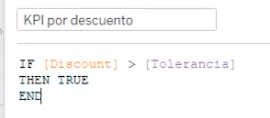 KPI por descuento
IF [Discount] > [Tolerancia]
THEN TRUE
END